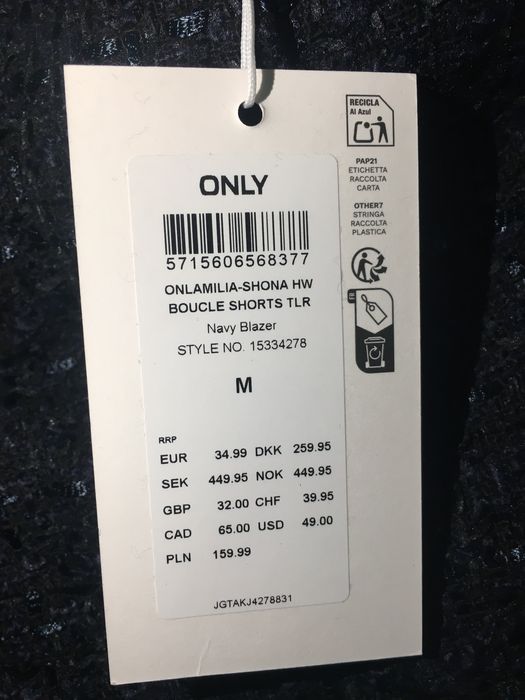 RECICLA
Al Azul
PAP21
ETICHETTA
RACCOLTA
CARTA
OTHER7
STRINGA
RACCOLTA
PLASTICA
ONLY
5715606568377
ONLAMILIA-SHONA HW
BOUCLE SHORTS TLR
Navy Blazer
STYLE NO. 15334278
M
RRP
EUR 34.99 DKK 259.95
SEK 449.95 NOK 449.95
GBP 32.00 CHF 39.95
CAD 65.00 USD 49.00
PLN 159.99
JGTAKJ4278831